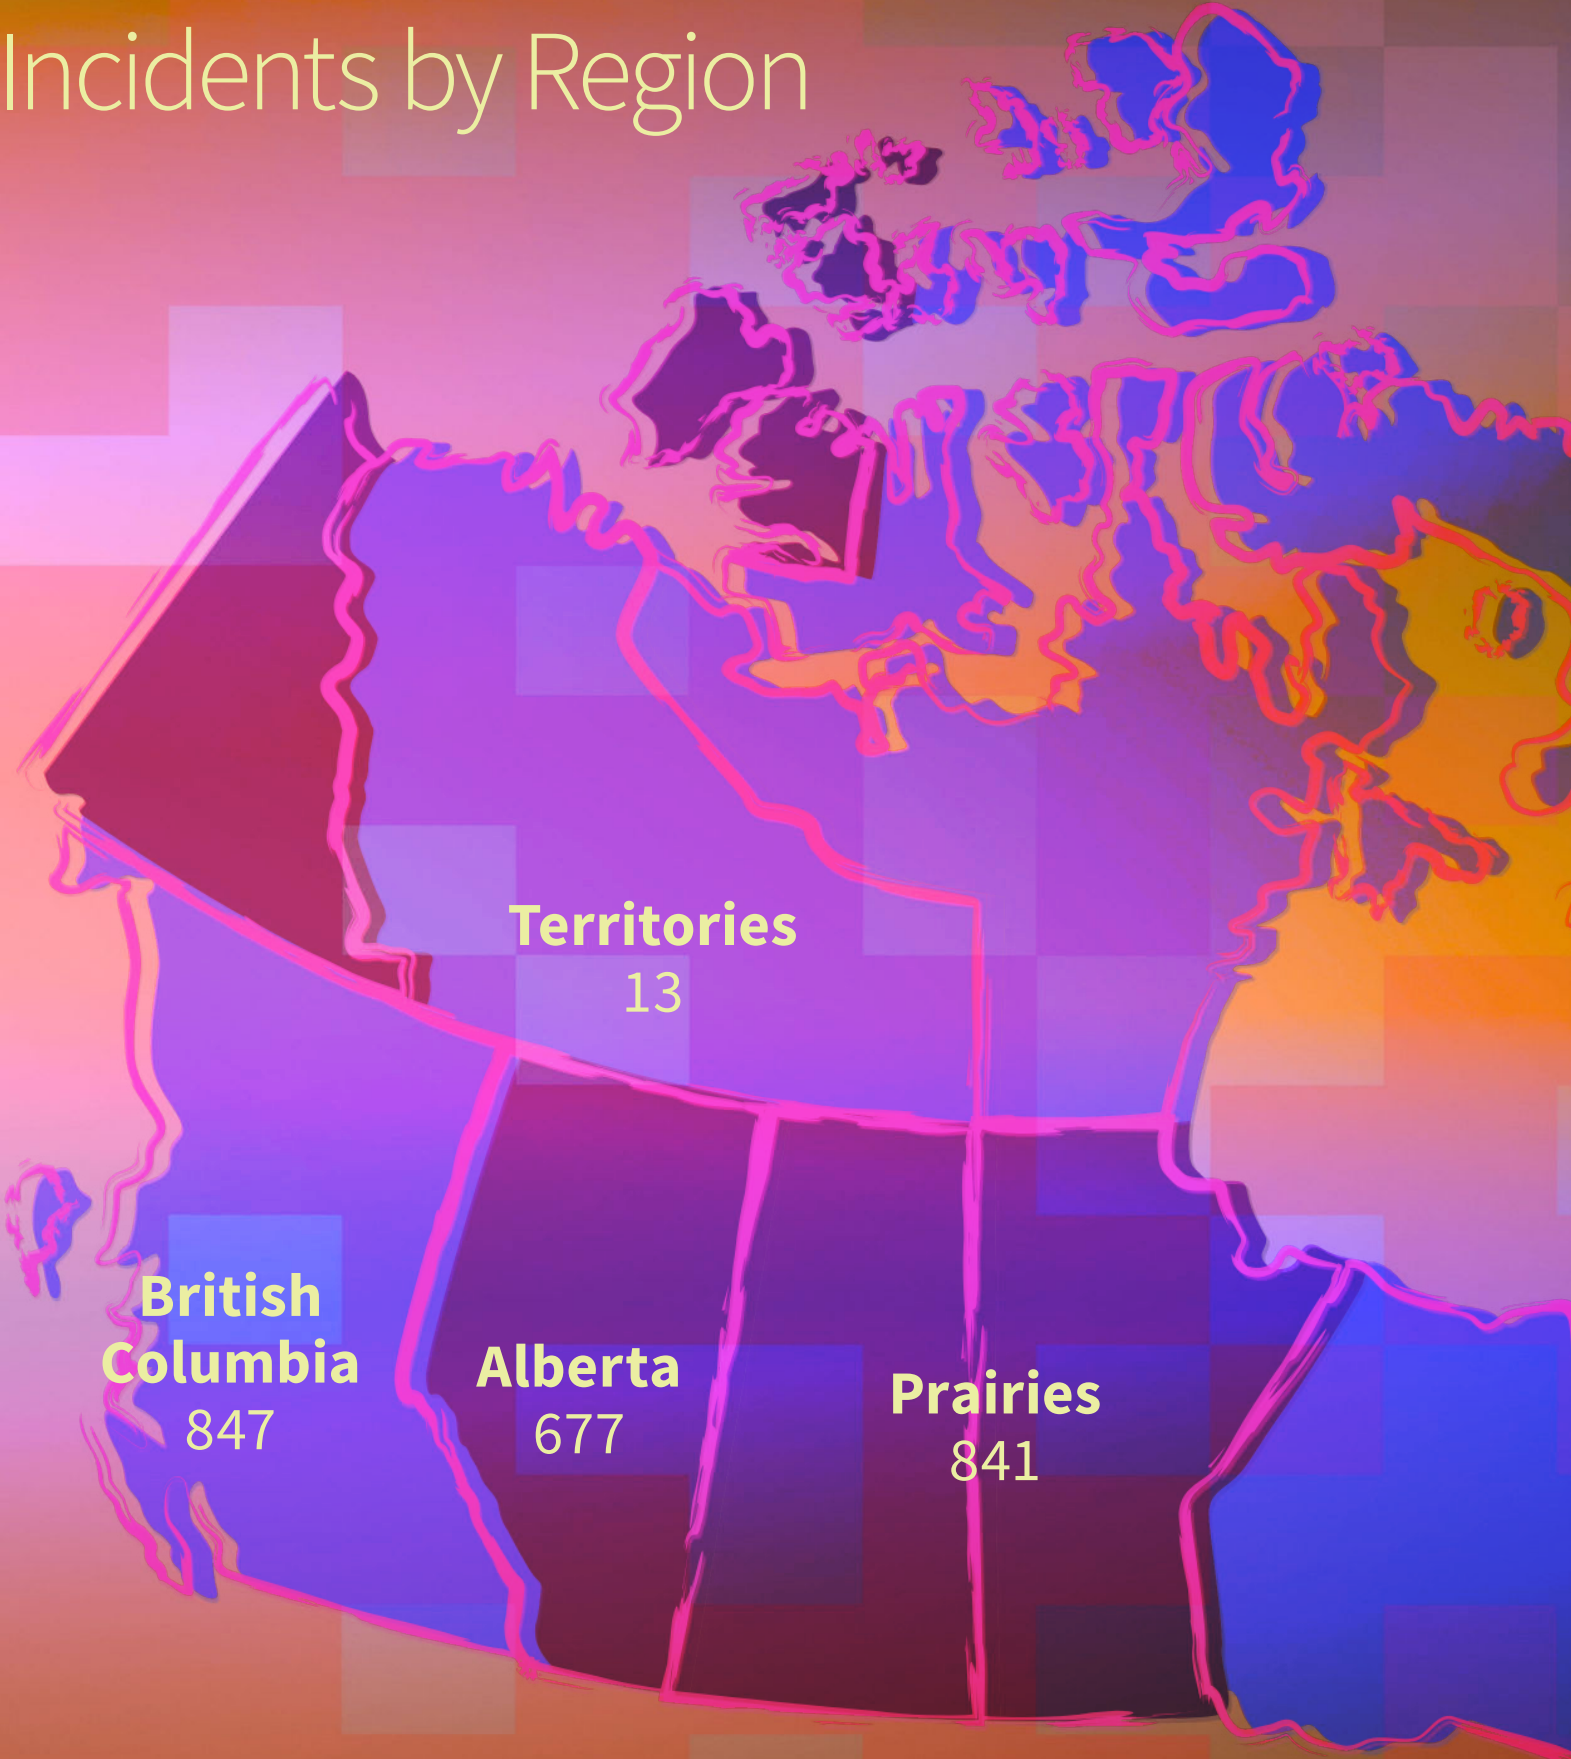 Incidents by Region
Territories
13
British
Columbia
847
Alberta
677
Prairies
841